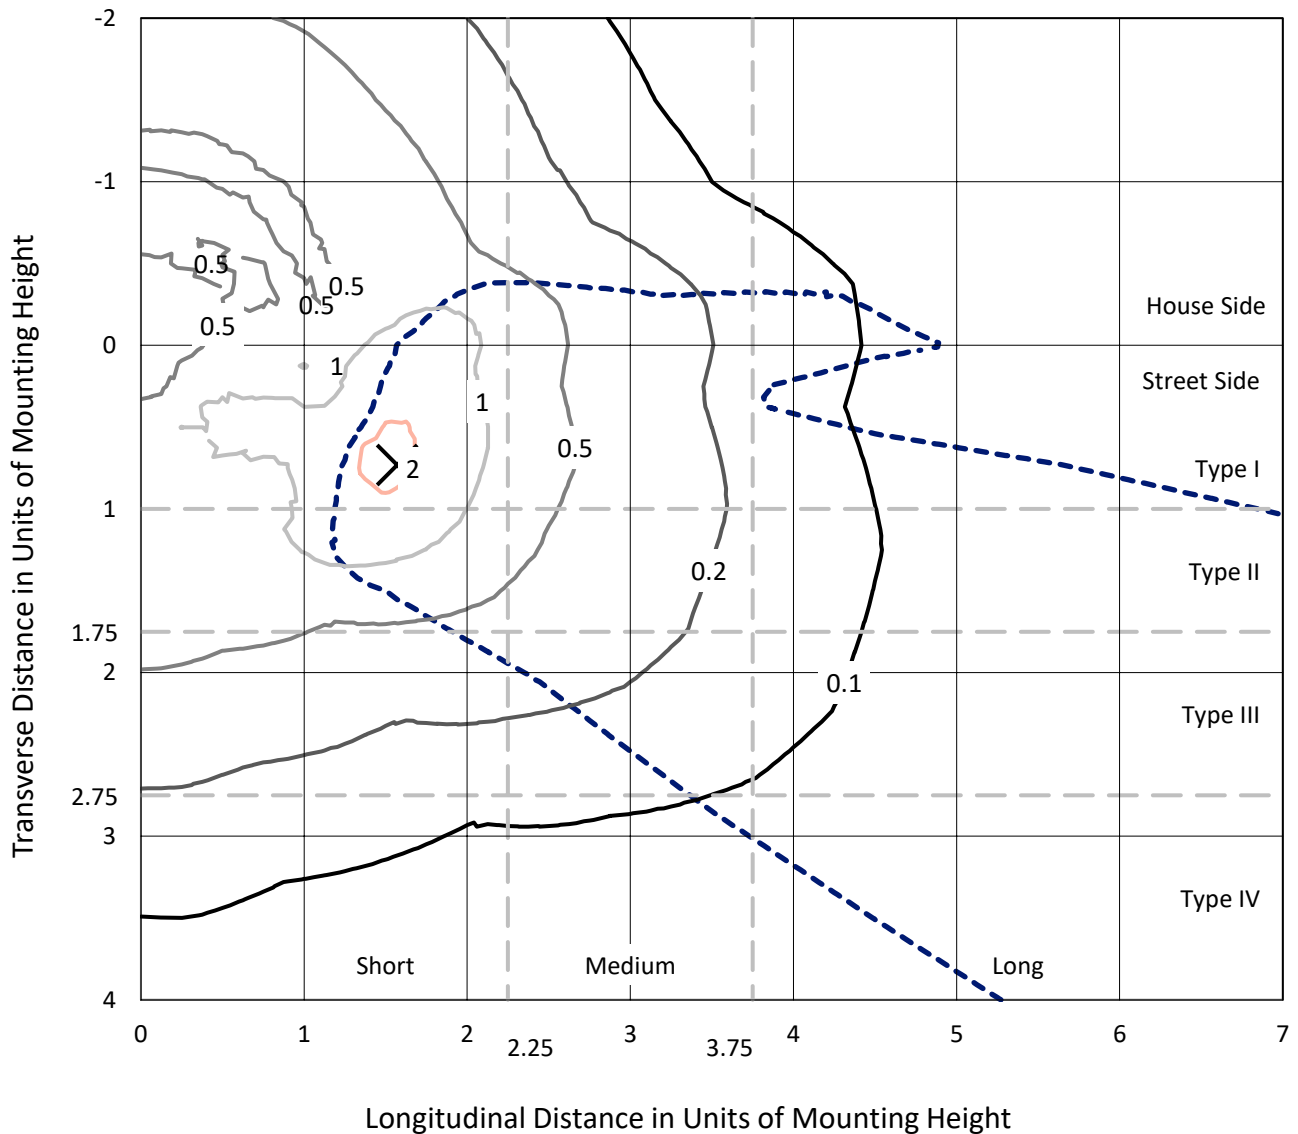 -2
-1
0
1
1.75
2
2.75
3
4
Transverse Distance in Units of Mounting Height
0.5
0.5
0.5
0.5
1
1
2
0.5
0.2
0.1
House Side
Street Side
Type I
Type II
Type III
Type IV
Short
Medium
Long
0
1
2
2.25
3
3.75
4
5
6
7
Longitudinal Distance in Units of Mounting Height